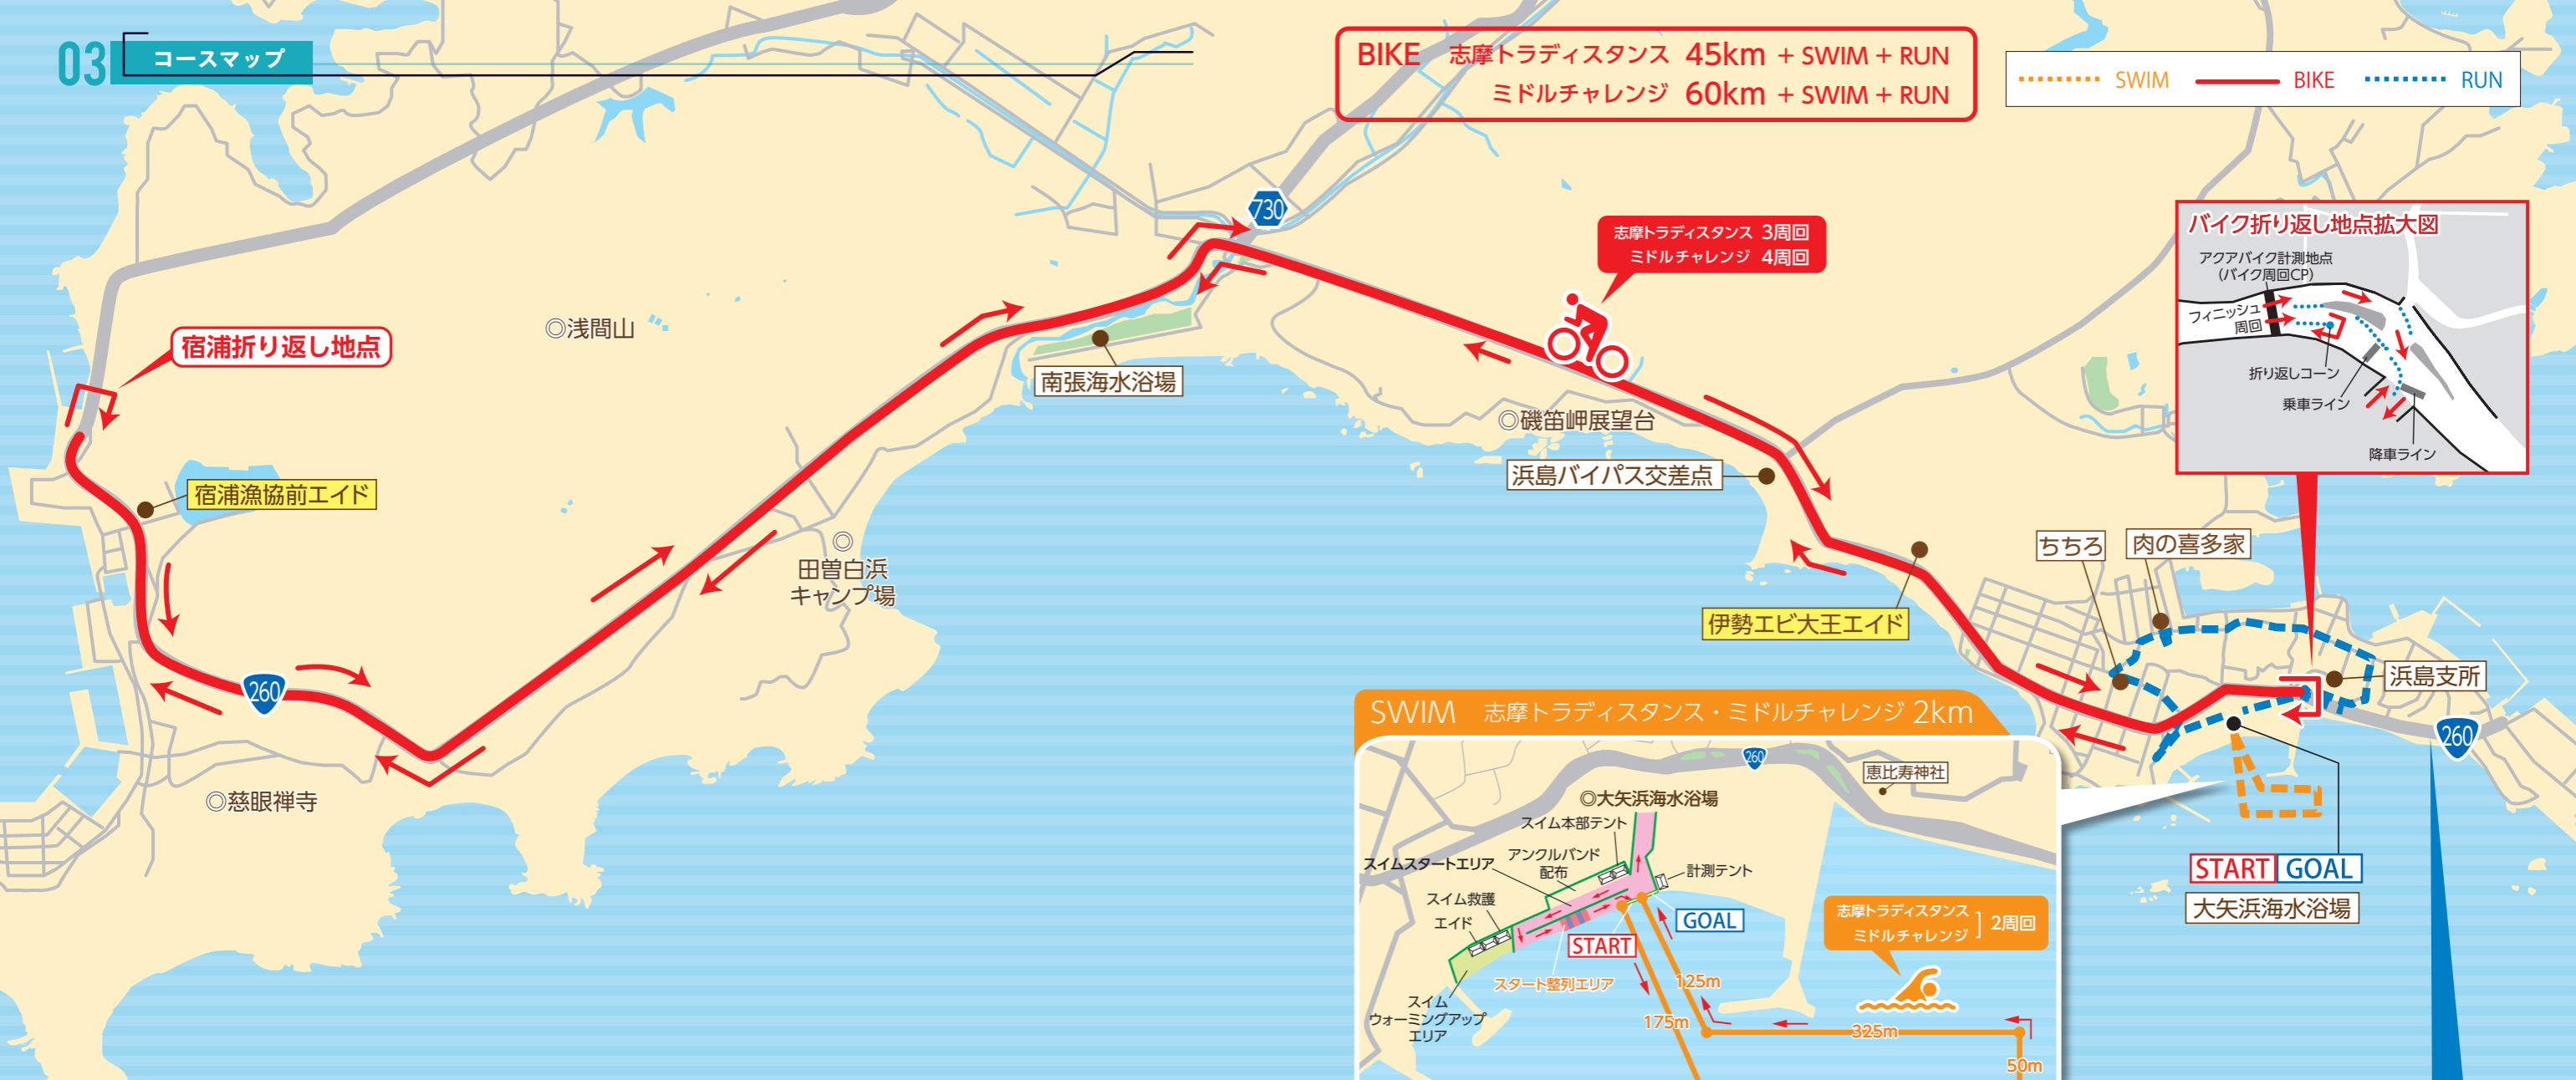 03 コースマップ
BIKE 志摩トラディスタンス 45km + SWIM + RUN
ミドルチャレンジ 60km + SWIM + RUN
SWIM BIKE RUN
730
志摩トラディスタンス 3周回
ミドルチャレンジ 4周回
バイク折り返し地点拡大図
アクアバイク計測地点
(バイク周回CP)
フィニッシュ
周回
折り返しコーン
乗車ライン
降車ライン
◎浅間山
宿浦折り返し地点
南張海水浴場
◎磯笛岬展望台
浜島バイパス交差点
宿浦漁協前エイド
◎
田曽白浜
キャンプ場
ちちろ
肉の喜多家
伊勢エビ大王エイド
浜島支所
260
260
◎慈眼禅寺
START GOAL
大矢浜海水浴場
SWIM 志摩トラディスタンス・ミドルチャレンジ 2km
260
恵比寿神社
◎大矢浜海水浴場
スイム本部テント
アンクルバンド
配布
スイムスタートエリア
計測テント
スイム救護
エイド
GOAL
START
志摩トラディスタンス
ミドルチャレンジ
2周回
スタート整列エリア
125m
スイム
ウォーミングアップ
エリア
175m
325m
50m